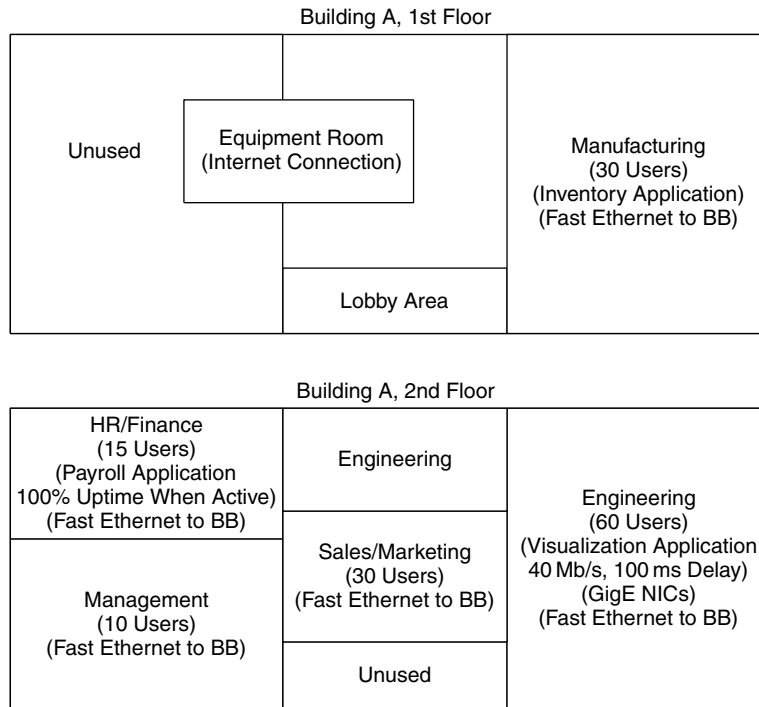 Building A, 1st Floor
Unused
Equipment Room
(Internet Connection)
Lobby Area
Manufacturing
(30 Users)
(Inventory Application)
(Fast Ethernet to BB)
Building A, 2nd Floor
HR/Finance
(15 Users)
(Payroll Application
100% Uptime When Active)
(Fast Ethernet to BB)
Management
(10 Users)
(Fast Ethernet to BB)
Engineering
Sales/Marketing
(30 Users)
(Fast Ethernet to BB)
Unused
Engineering
(60 Users)
(Visualization Application
40 Mb/s, 100 ms Delay)
(GigE NICs)
(Fast Ethernet to BB)